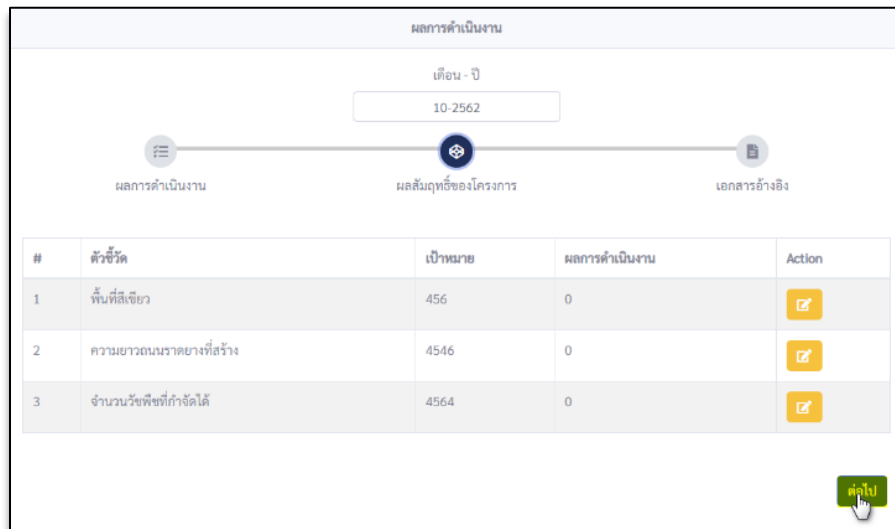 ผลการดำเนินงาน
เดือน - ปี
10-2562
ผลการดำเนินงาน ผลสัมฤทธิ์ของโครงการ เอกสารอ้างอิง
# ตัวชี้วัด เป้าหมาย ผลการดำเนินงาน Action
1 พื้นที่สีเขียว 456 0
2 ความยาวถนนราดยางที่สร้าง 4546 0
3 จำนวนวัชพืชที่กำจัดได้ 4564 0
ต่อไป